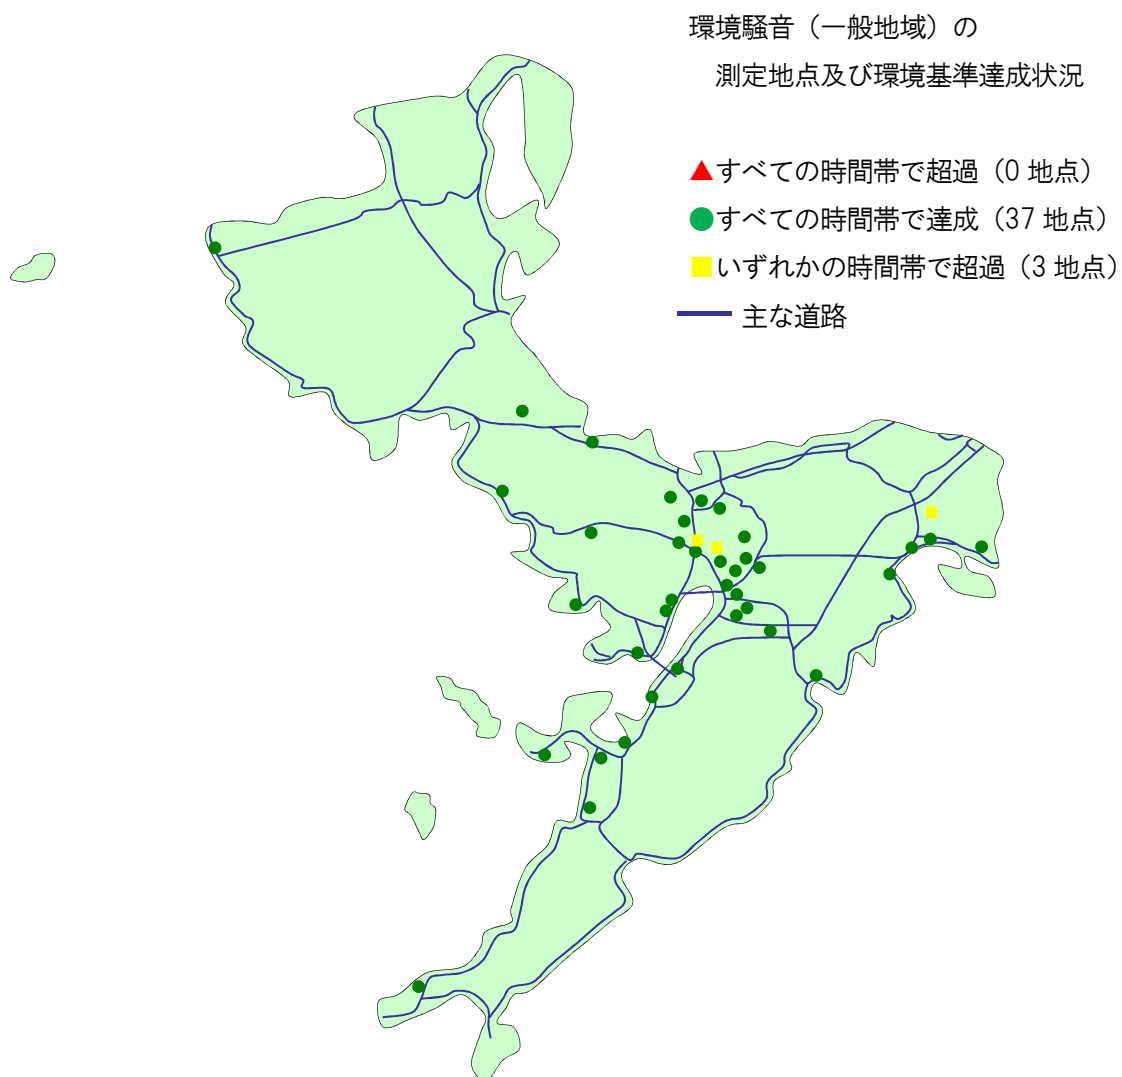 環境騒音（一般地域）の
測定地点及び環境基準達成状況
すべての時間帯で超過（0 地点）
すべての時間帯で達成（37 地点）
いずれかの時間帯で超過（3 地点）
主な道路